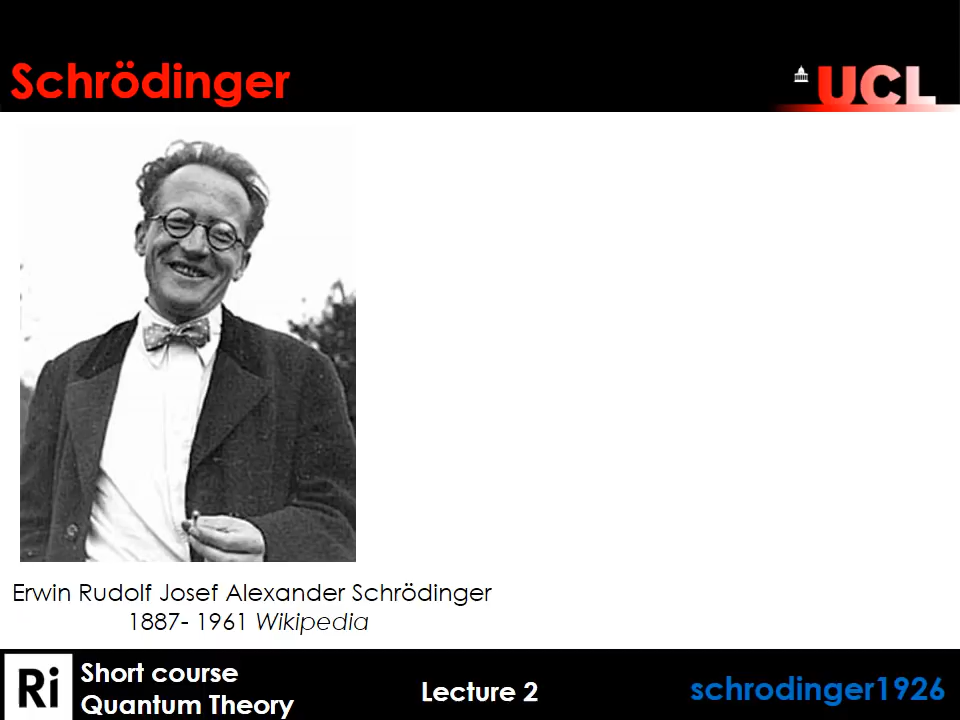 Schrödinger
UCL
Erwin Rudolf Josef Alexander Schrödinger
1887- 1961 Wikipedia
Ri
Short course
Quantum Theory
Lecture 2
schrodinger1926